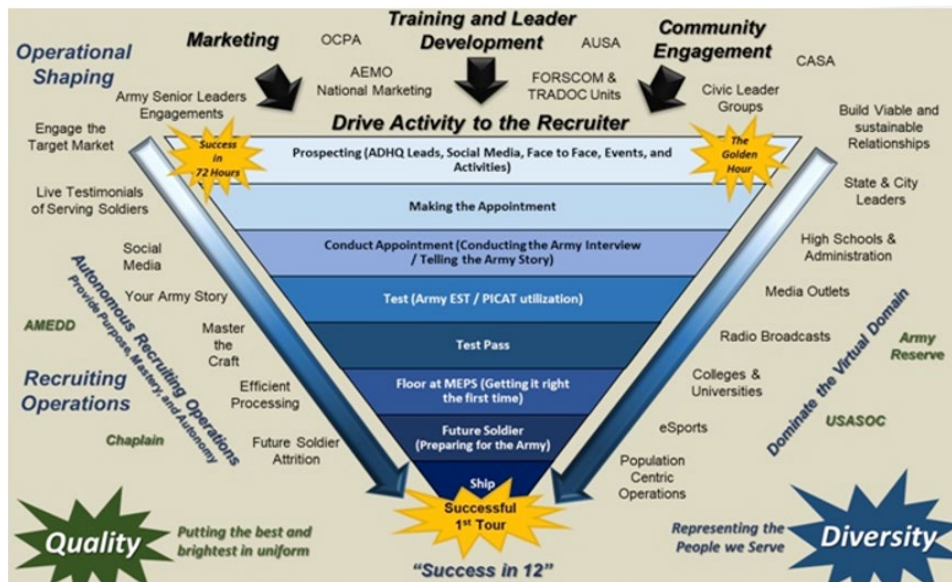 Operational
Shaping
Marketing
OCPA
Training and Leader
Development
AUSA
Community
Engagement
CASA
AEMO
National Marketing
FORSCOM &
TRADOC Units
Civic Leader
Groups
Army Senior Leaders
Engagements
Engage the
Target Market
Live Testimonials
of Serving Soldiers
Social
Media
Your Army Story
Master
the
Craft
Efficient
Processing
Future Soldier
Attrition
Autonomous Recruiting Operations
Provide Purpose, Mastery, and Autonomy
AMEDD
Recruiting
Operations
Chaplain
Drive Activity to the Recruiter
Success
in
72 Hours
The
Golden
Hour
Prospecting (ADHQ Leads, Social Media, Face to Face, Events, and
Activities)
Making the Appointment
Conduct Appointment (Conducting the Army Interview
/ Telling the Army Story)
Test (Army EST / PICAT utilization)
Test Pass
Floor at MEPS (Getting it right
the first time)
Future Soldier
(Preparing for the Army)
Ship
Successful
1st Tour
"Success in 12"
Build Viable and
sustainable
Relationships
State & City
Leaders
High Schools &
Administration
Media Outlets
Radio Broadcasts
Colleges &
Universities
eSports
Population
Centric
Operations
Dominate the Virtual Domain
Army
Reserve
USASOC
Quality
Putting the best and
brightest in uniform
Representing the
People we Serve
Diversity